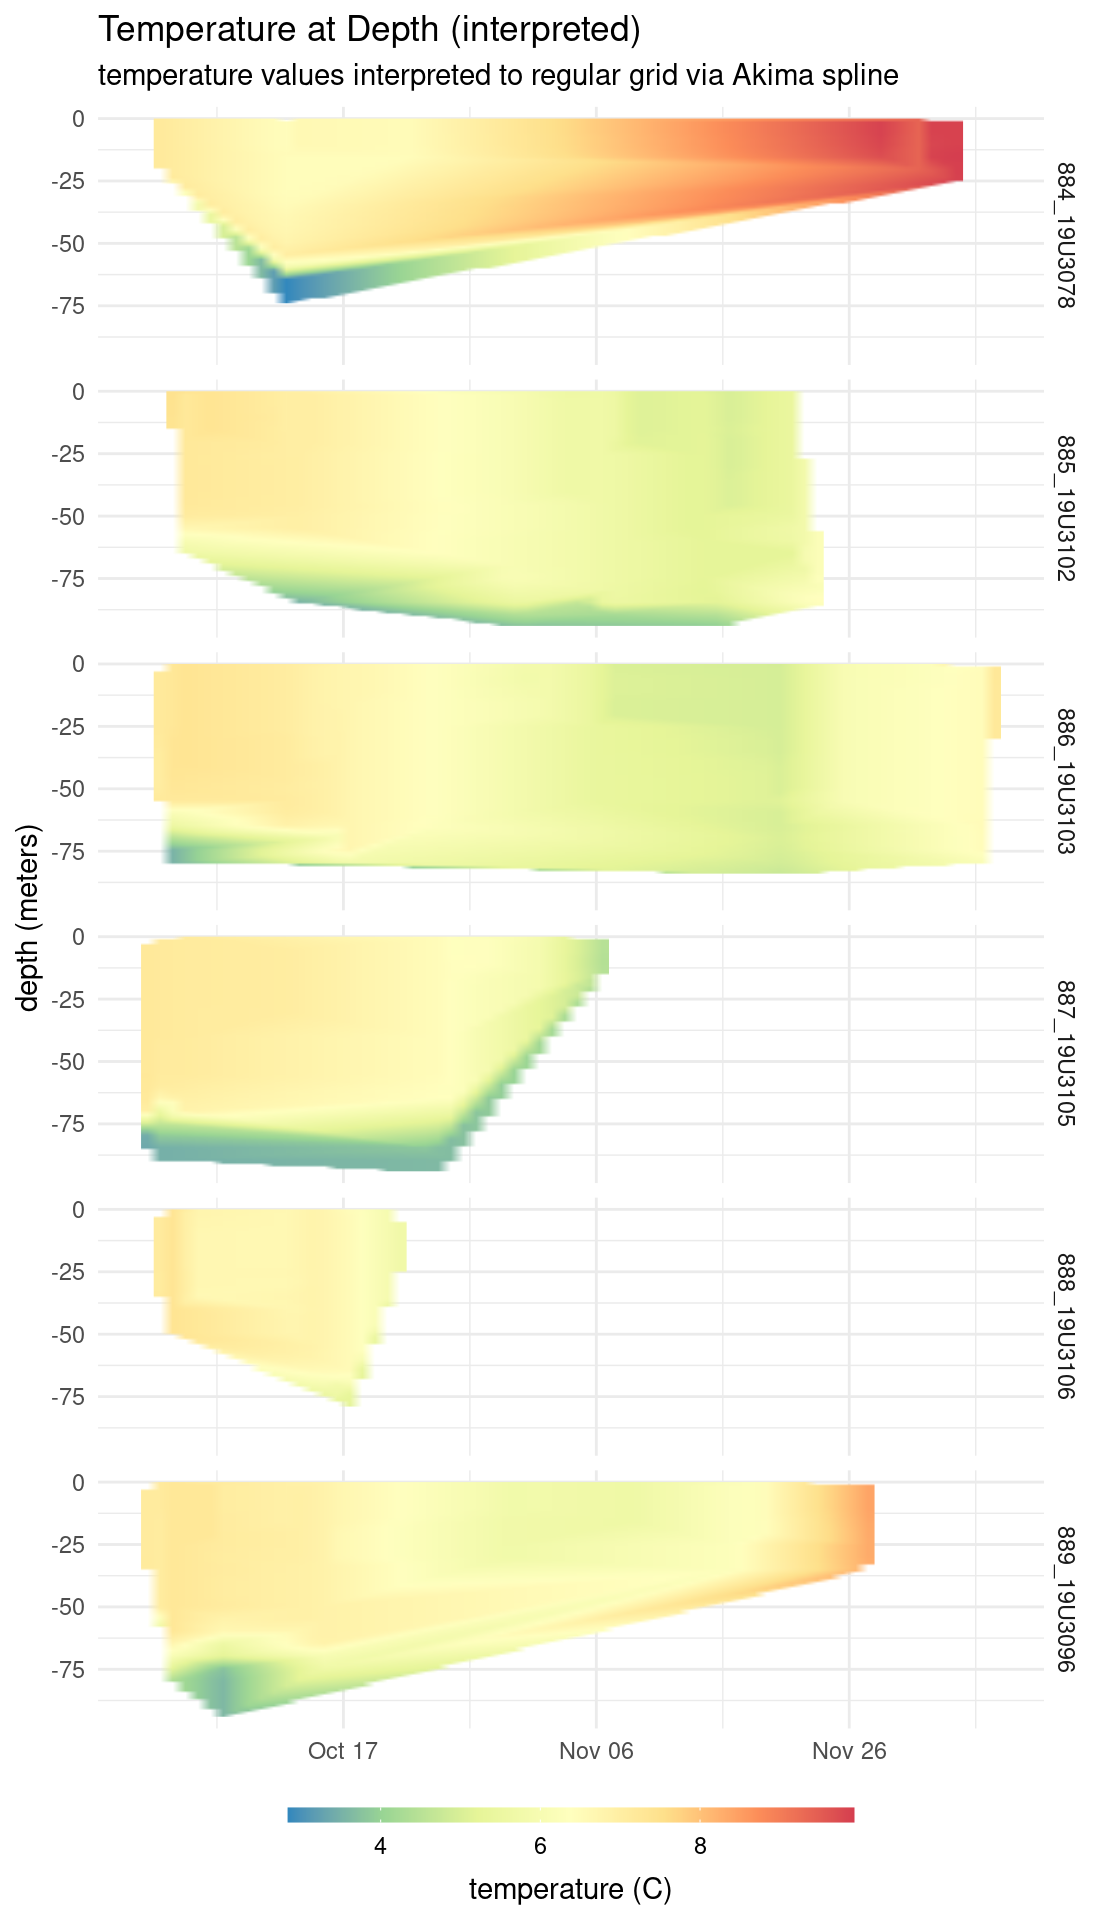 Temperature at Depth (interpreted)
temperature values interpreted to regular grid via Akima spline
depth (meters)
0
-25
-50
-75
884_19U3078
0
-25
-50
-75
885_19U3102
0
-25
-50
-75
886_19U3103
0
-25
-50
-75
887_19U3105
0
-25
-50
-75
888_19U3106
0
-25
-50
-75
889_19U3096
Oct 17 Nov 06 Nov 26
4 6 8
temperature (C)